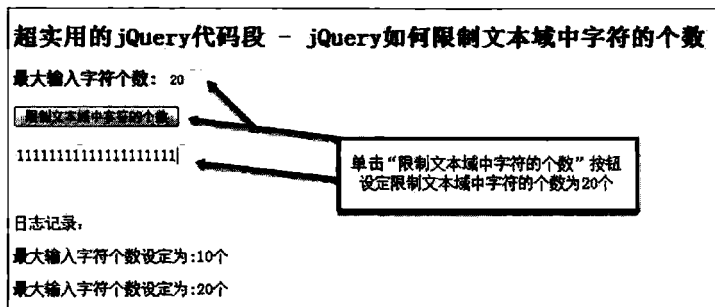 超实用的jQuery代码段 - jQuery如何限制文本域中字符的个数
最大输入字符个数: 20
限制文本域中字符的个数
11111111111111111111
单击“限制文本域中字符的个数”按钮
设定限制文本域中字符的个数为20个
日志记录:
最大输入字符个数设定为:10个
最大输入字符个数设定为:20个